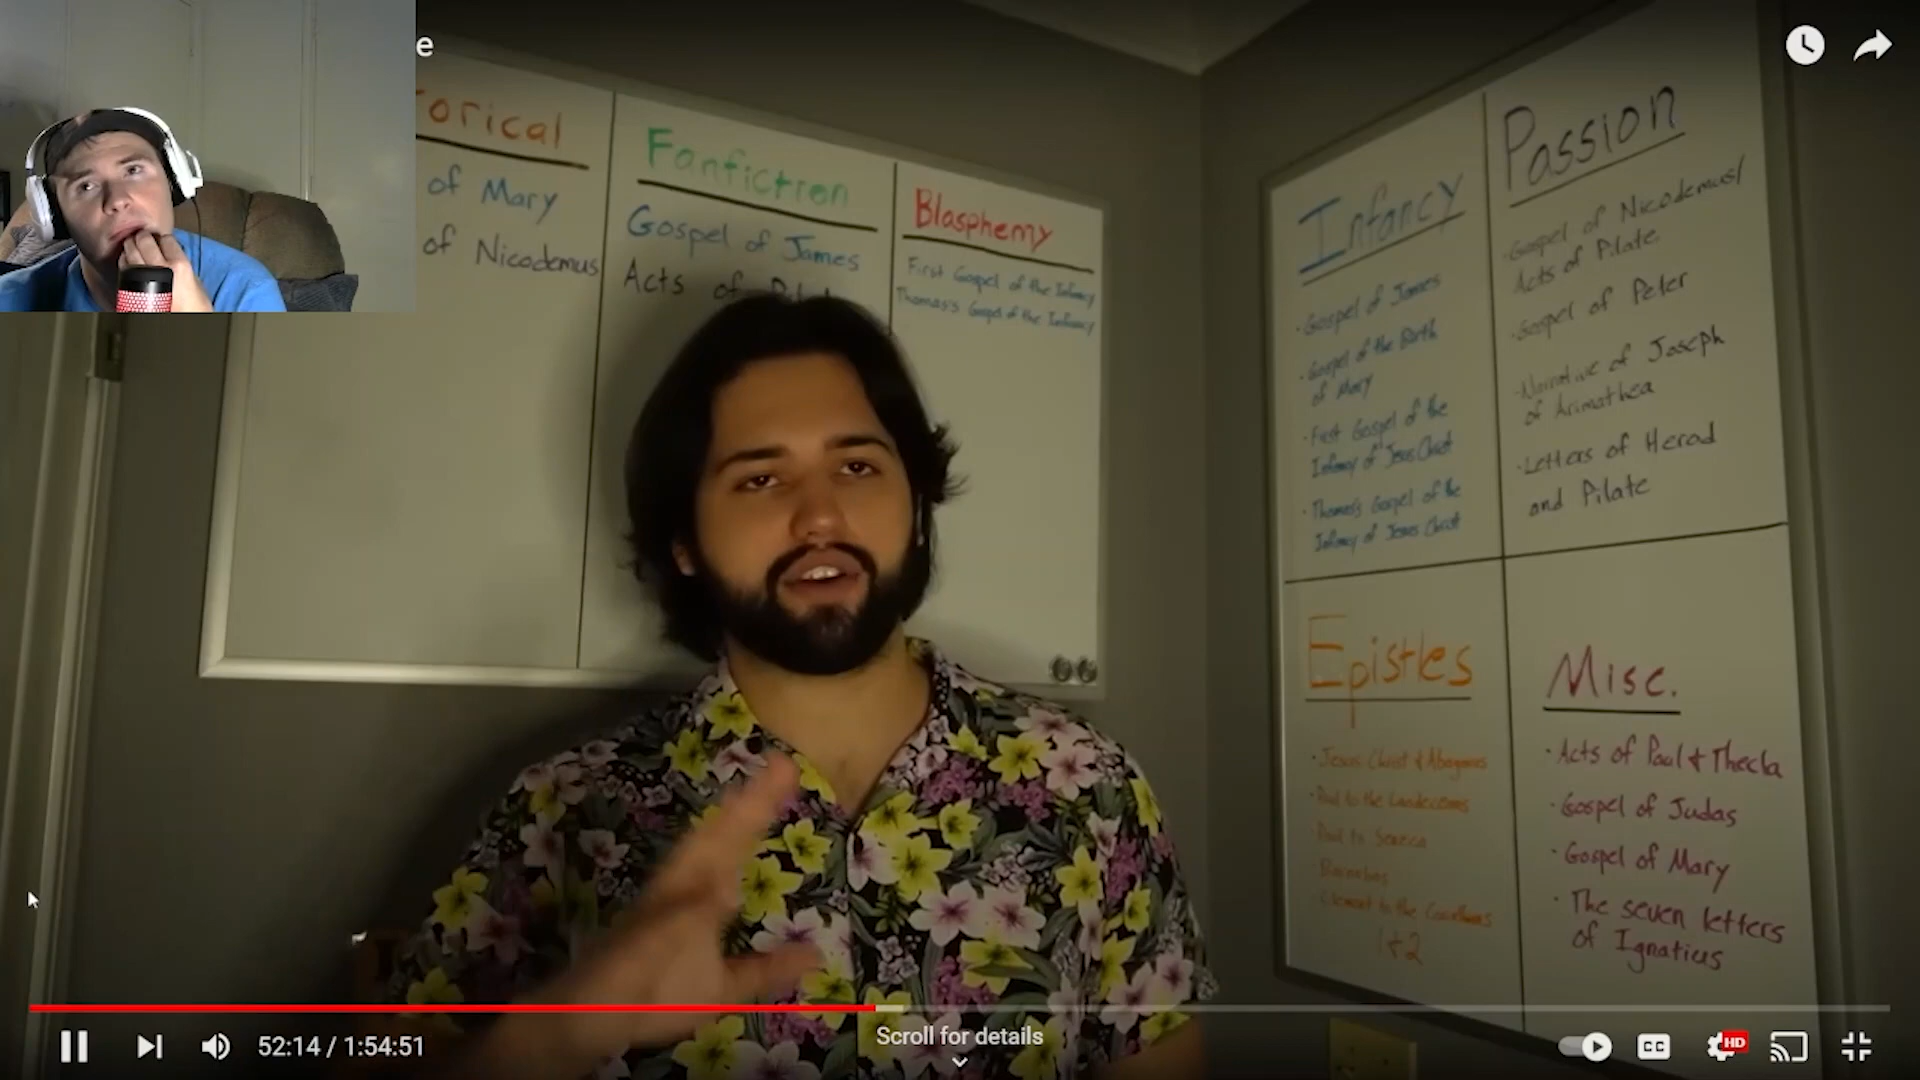 e
orical
of Mary
of Nicodemus
Fanfiction
Gospel of James
Acts of
Blasphemy
First Gospel of the Infancy
Thomas's Gospel of the Infancy
Infancy
· Gospel of James
· Gospel of the Birth
of Mary
· First Gospel of the
Infancy of Jesus Christ
· Thomas's Gospel of the
Infancy of Jesus Christ
Passion
· Gospel of Nicodemus/
Acts of Pilate
· Gospel of Peter
· Narrative of Joseph
of Arimathea
· Letters of Herod
and Pilate
Epistles
· Jesus Christ &
· Paul to the
· Paul to Seneca
Barnabas
Clement to the
1 & 2
Misc.
· Acts of Paul & Thecla
· Gospel of Judas
· Gospel of Mary
· The seven letters
of Ignatius
Scroll for details
52:14 / 1:54:51
CC
HD